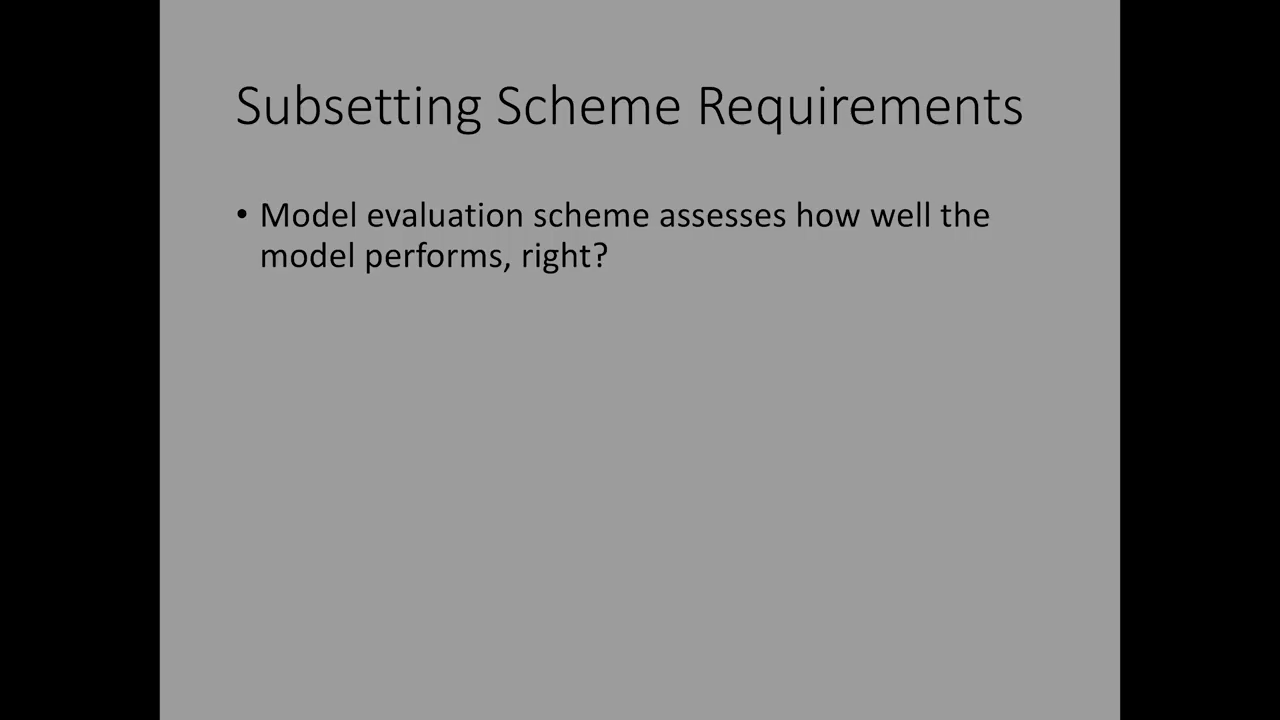 Subsetting Scheme Requirements
• Model evaluation scheme assesses how well the
model performs, right?